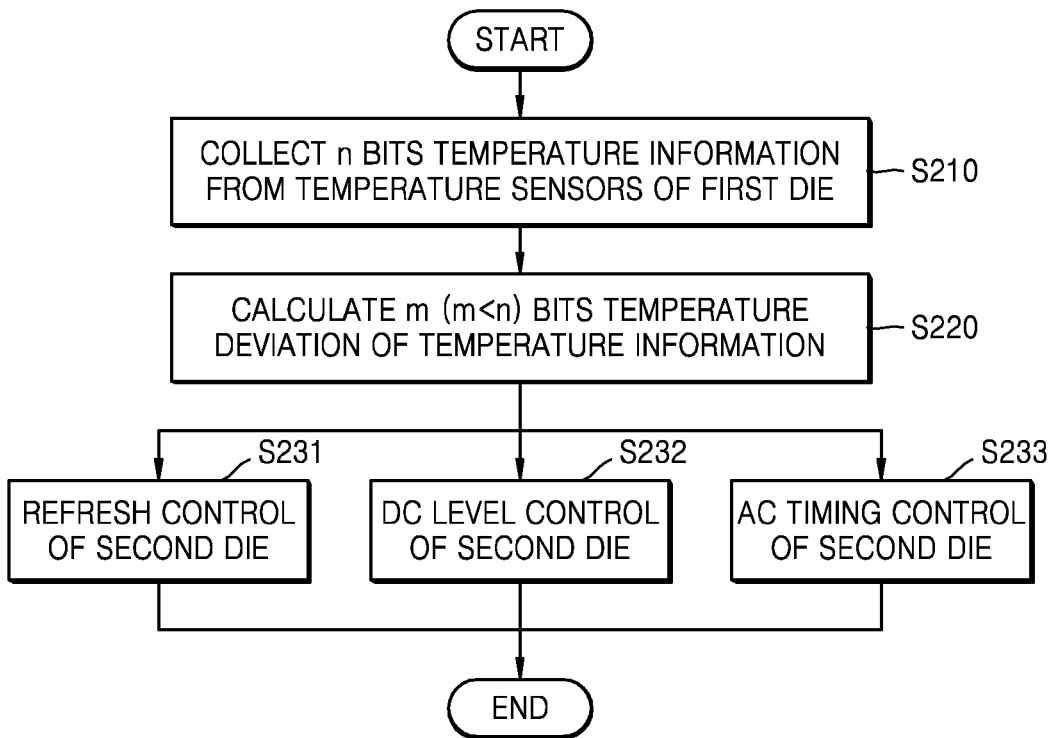 START
COLLECT n BITS TEMPERATURE INFORMATION
FROM TEMPERATURE SENSORS OF FIRST DIE
S210
CALCULATE m (m<n) BITS TEMPERATURE
DEVIATION OF TEMPERATURE INFORMATION
S220
S231
REFRESH CONTROL
OF SECOND DIE
S232
DC LEVEL CONTROL
OF SECOND DIE
S233
AC TIMING CONTROL
OF SECOND DIE
END